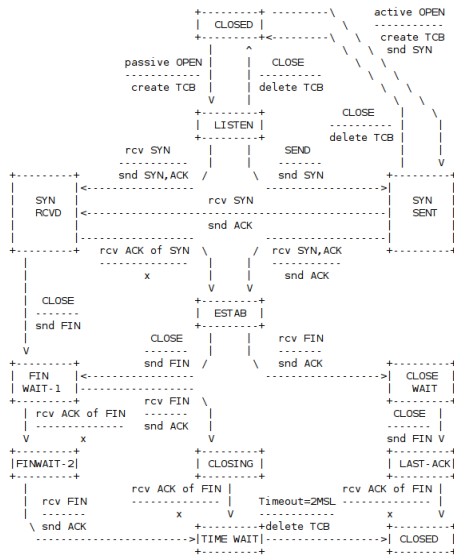 +---------+ ---------\      active OPEN
|  CLOSED |            \    -----------
+---------+<---------\   \   create TCB
  |     ^              \   \  snd SYN
passive OPEN |     |   CLOSE        \   \
------------ |     | ----------       \   \
create TCB  |     | delete TCB         \   \
V     |                      \   \
+---------+            CLOSE    |    \
|  LISTEN |          ---------- |     |
+---------+          delete TCB |     |
rcv SYN      |     |     SEND              |     |
-----------   |     |    -------            |     V
+---------+      snd SYN,ACK  /       \   snd SYN          +---------+
|         |<-----------------           ------------------>|         |
|   SYN   |                    rcv SYN                     |   SYN   |
|   RCVD  |<-----------------------------------------------|   SENT  |
|         |                    snd ACK                     |         |
|         |------------------           -------------------|         |
+---------+   rcv ACK of SYN  \       /  rcv SYN,ACK       +---------+
|           --------------   |     |   -----------
|                  x         |     |     snd ACK
|                            V     V
|  CLOSE                   +---------+
| -------                  |  ESTAB  |
| snd FIN                  +---------+
|                   CLOSE    |     |    rcv FIN
V                  -------   |     |    -------
+---------+          snd FIN  /       \   snd ACK          +---------+
|  FIN    |<-----------------           ------------------>|  CLOSE  |
| WAIT-1  |------------------                              |   WAIT  |
+---------+          rcv FIN  \                            +---------+
| rcv ACK of FIN  -------   |                            CLOSE  |
| --------------  snd ACK   |                           ------- |
V        x                  V                           snd FIN V
+---------+                  +---------+                   +---------+
|FINWAIT-2|                  | CLOSING |                   | LAST-ACK|
+---------+                  +---------+                   +---------+
|                rcv ACK of FIN |                 rcv ACK of FIN |
|  rcv FIN       -------------- |    Timeout=2MSL -------------- |
|  -------              x       V    ------------        x       V
\ snd ACK                 +---------+delete TCB         +---------+
------------------------>|TIME WAIT|------------------>| CLOSED  |
+---------+                   +---------+